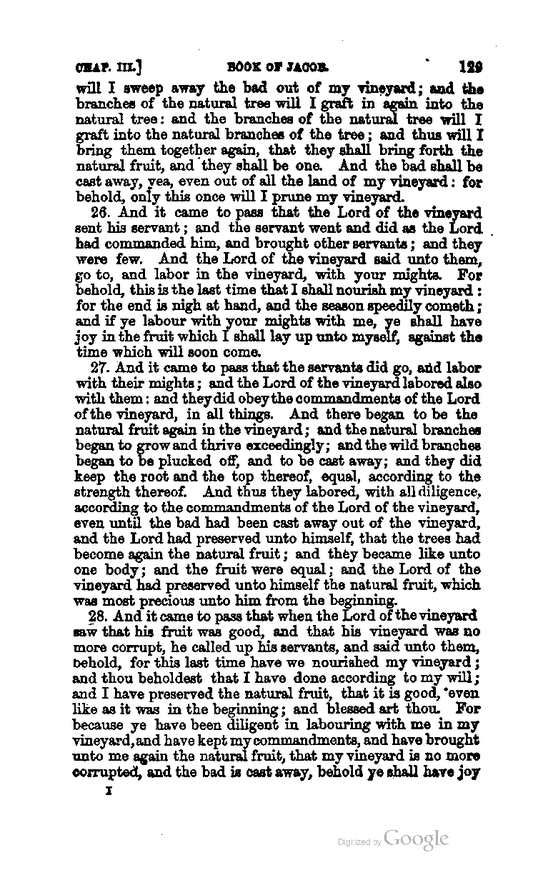 CHAP. III.] BOOK OF JACOB. 129
will I sweep away the bad out of my vineyard; and the
branches of the natural tree will I graft in again into the
natural tree: and the branches of the natural tree will I
graft into the natural branches of the tree; and thus will I
bring them together again, that they shall bring forth the
natural fruit, and they shall be one. And the bad shall be
cast away, yea, even out of all the land of my vineyard: for
behold, only this once will I prune my vineyard.
26. And it came to pass that the Lord of the vineyard
sent his servant; and the servant went and did as the Lord
had commanded him, and brought other servants; and they
were few. And the Lord of the vineyard said unto them,
go to, and labor in the vineyard, with your mights. For
behold, this is the last time that I shall nourish my vineyard:
for the end is nigh at hand, and the season speedily cometh;
and if ye labour with your mights with me, ye shall have
joy in the fruit which I shall lay up unto myself, against the
time which will soon come.
27. And it came to pass that the servants did go, and labor
with their mights; and the Lord of the vineyard labored also
with them: and they did obey the commandments of the Lord
of the vineyard, in all things. And there began to be the
natural fruit again in the vineyard; and the natural branches
began to grow and thrive exceedingly; and the wild branches
began to be plucked off, and to be cast away; and they did
keep the root and the top thereof, equal, according to the
strength thereof. And thus they labored, with all diligence,
according to the commandments of the Lord of the vineyard,
even until the bad had been cast away out of the vineyard,
and the Lord had preserved unto himself, that the trees had
become again the natural fruit; and they became like unto
one body; and the fruit were equal; and the Lord of the
vineyard had preserved unto himself the natural fruit, which
was most precious unto him from the beginning.
28. And it came to pass that when the Lord of the vineyard
saw that his fruit was good, and that his vineyard was no
more corrupt, he called up his servants, and said unto them,
behold, for this last time have we nourished my vineyard;
and thou beholdest that I have done according to my will;
and I have preserved the natural fruit, that it is good, even
like as it was in the beginning; and blessed art thou. For
because ye have been diligent in labouring with me in my
vineyard, and have kept my commandments, and have brought
unto me again the natural fruit, that my vineyard is no more
corrupted, and the bad is cast away, behold ye shall have joy
I
Digitized by Google